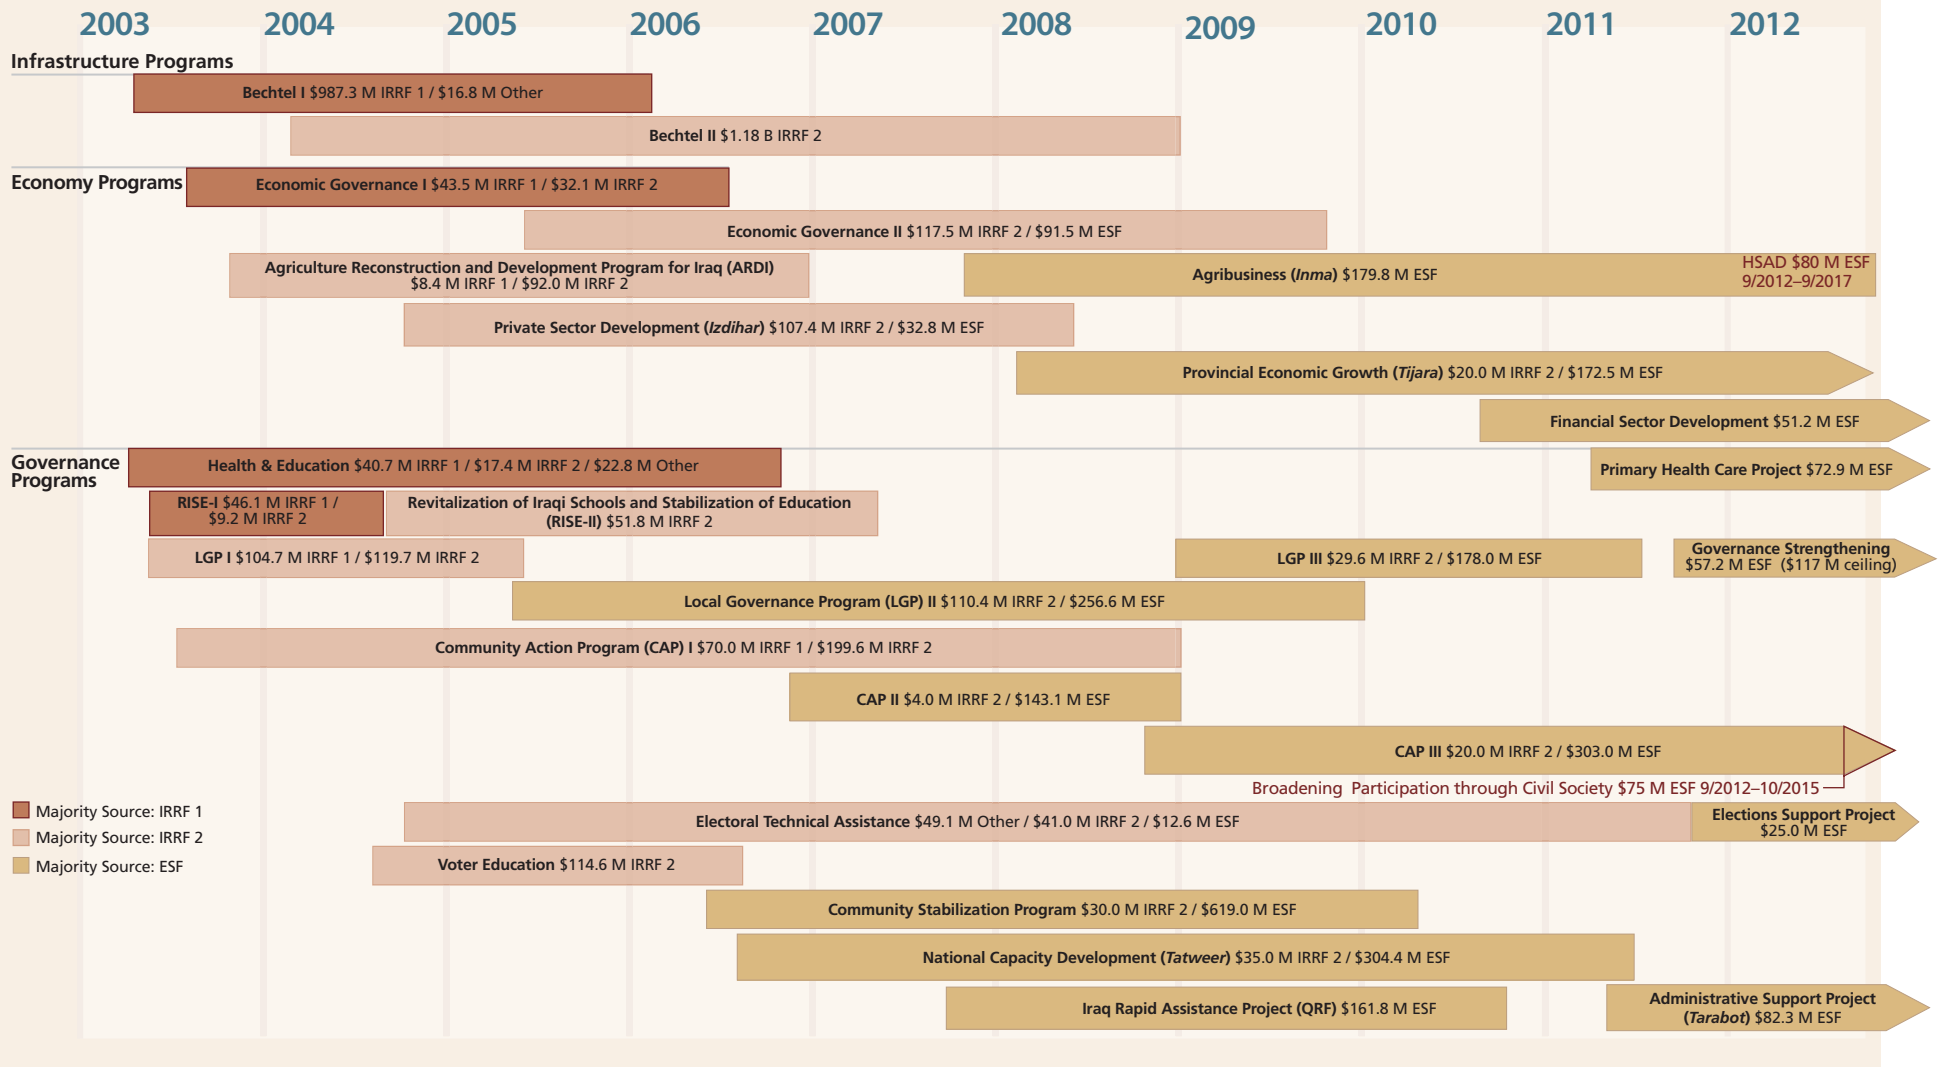 2003 2004 2005 2006 2007 2008 2009 2010 2011 2012
Infrastructure Programs
Bechtel I $987.3 M IRRF 1 / $16.8 M Other
Bechtel II $1.18 B IRRF 2
Economy Programs
Economic Governance I $43.5 M IRRF 1 / $32.1 M IRRF 2
Economic Governance II $117.5 M IRRF 2 / $91.5 M ESF
Agriculture Reconstruction and Development Program for Iraq (ARDI)
$8.4 M IRRF 1 / $92.0 M IRRF 2
Agribusiness (Inma) $179.8 M ESF
HSAD $80 M ESF
9/2012–9/2017
Private Sector Development (Izdihar) $107.4 M IRRF 2 / $32.8 M ESF
Provincial Economic Growth (Tijara) $20.0 M IRRF 2 / $172.5 M ESF
Financial Sector Development $51.2 M ESF
Governance
Programs
Health & Education $40.7 M IRRF 1 / $17.4 M IRRF 2 / $22.8 M Other
Primary Health Care Project $72.9 M ESF
RISE-I $46.1 M IRRF 1 /
$9.2 M IRRF 2
Revitalization of Iraqi Schools and Stabilization of Education
(RISE-II) $51.8 M IRRF 2
LGP I $104.7 M IRRF 1 / $119.7 M IRRF 2
LGP III $29.6 M IRRF 2 / $178.0 M ESF
Governance Strengthening
$57.2 M ESF ($117 M ceiling)
Local Governance Program (LGP) II $110.4 M IRRF 2 / $256.6 M ESF
Community Action Program (CAP) I $70.0 M IRRF 1 / $199.6 M IRRF 2
CAP II $4.0 M IRRF 2 / $143.1 M ESF
CAP III $20.0 M IRRF 2 / $303.0 M ESF
Broadening Participation through Civil Society $75 M ESF 9/2012–10/2015
Majority Source: IRRF 1
Majority Source: IRRF 2
Majority Source: ESF
Electoral Technical Assistance $49.1 M Other / $41.0 M IRRF 2 / $12.6 M ESF
Elections Support Project
$25.0 M ESF
Voter Education $114.6 M IRRF 2
Community Stabilization Program $30.0 M IRRF 2 / $619.0 M ESF
National Capacity Development (Tatweer) $35.0 M IRRF 2 / $304.4 M ESF
Iraq Rapid Assistance Project (QRF) $161.8 M ESF
Administrative Support Project
(Tarabot) $82.3 M ESF